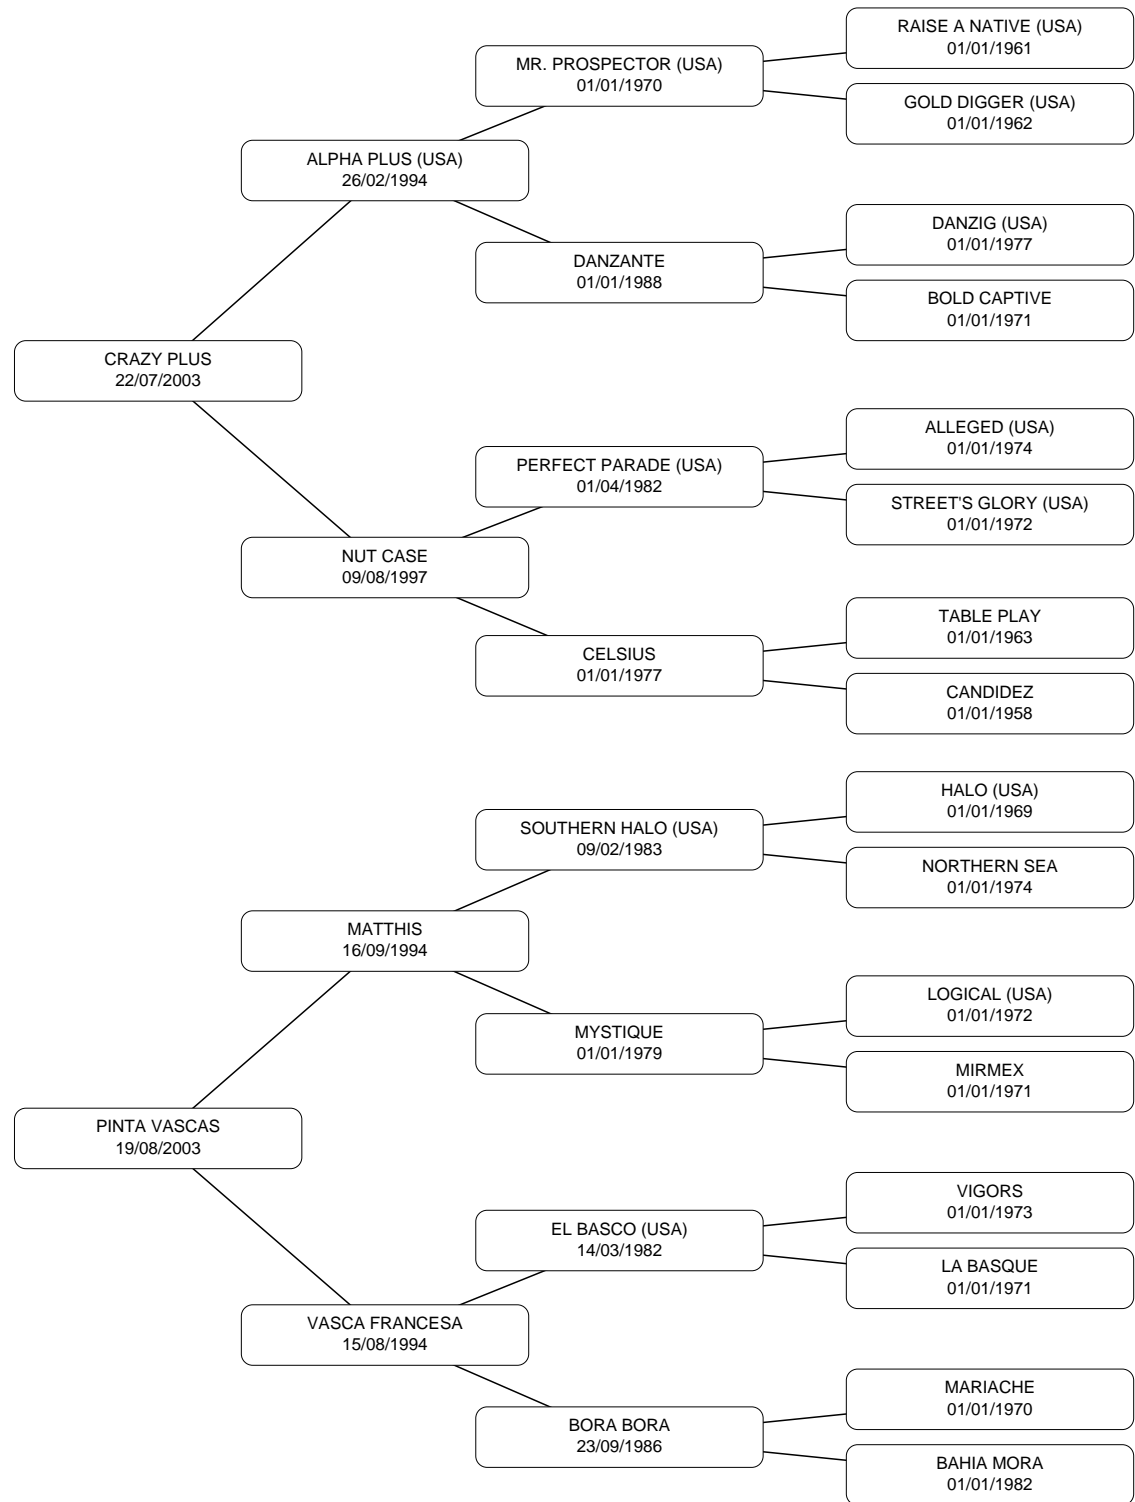 RAISE A NATIVE (USA)
01/01/1961
MR. PROSPECTOR (USA)
01/01/1970
GOLD DIGGER (USA)
01/01/1962
ALPHA PLUS (USA)
26/02/1994
DANZIG (USA)
01/01/1977
DANZANTE
01/01/1988
BOLD CAPTIVE
01/01/1971
CRAZY PLUS
22/07/2003
ALLEGED (USA)
01/01/1974
PERFECT PARADE (USA)
01/04/1982
STREET'S GLORY (USA)
01/01/1972
NUT CASE
09/08/1997
TABLE PLAY
01/01/1963
CELSIUS
01/01/1977
CANDIDEZ
01/01/1958
HALO (USA)
01/01/1969
SOUTHERN HALO (USA)
09/02/1983
NORTHERN SEA
01/01/1974
MATTHIS
16/09/1994
LOGICAL (USA)
01/01/1972
MYSTIQUE
01/01/1979
MIRMEX
01/01/1971
PINTA VASCAS
19/08/2003
VIGORS
01/01/1973
EL BASCO (USA)
14/03/1982
LA BASQUE
01/01/1971
VASCA FRANCESA
15/08/1994
MARIACHE
01/01/1970
BORA BORA
23/09/1986
BAHIA MORA
01/01/1982